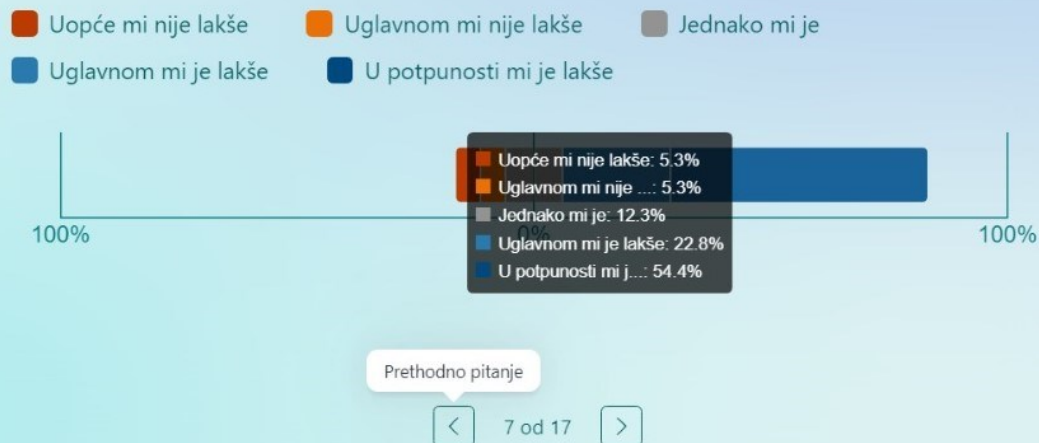 Uopće mi nije lakše Uglavnom mi nije lakše Jednako mi je
Uglavnom mi je lakše U potpunosti mi je lakše
Uopće mi nije lakše: 5.3%
Uglavnom mi nije ...: 5.3%
Jednako mi je: 12.3%
100% 0% 100%
Uglavnom mi je lakše: 22.8%
U potpunosti mi j...: 54.4%
Prethodno pitanje
< 7 od 17 >